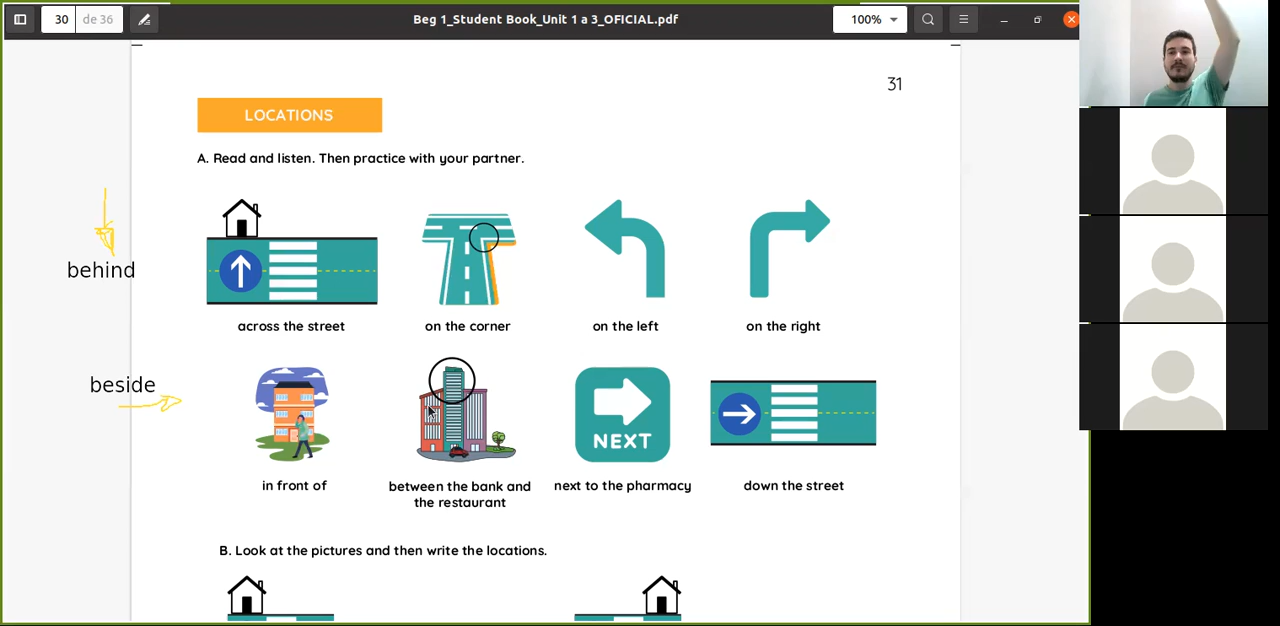 30 de 36
Beg 1_Student Book_Unit 1 a 3_OFICIAL.pdf
100%
31
LOCATIONS
A. Read and listen. Then practice with your partner.
behind
across the street
on the corner
on the left
on the right
beside
NEXT
in front of
between the bank and
the restaurant
next to the pharmacy
down the street
B. Look at the pictures and then write the locations.